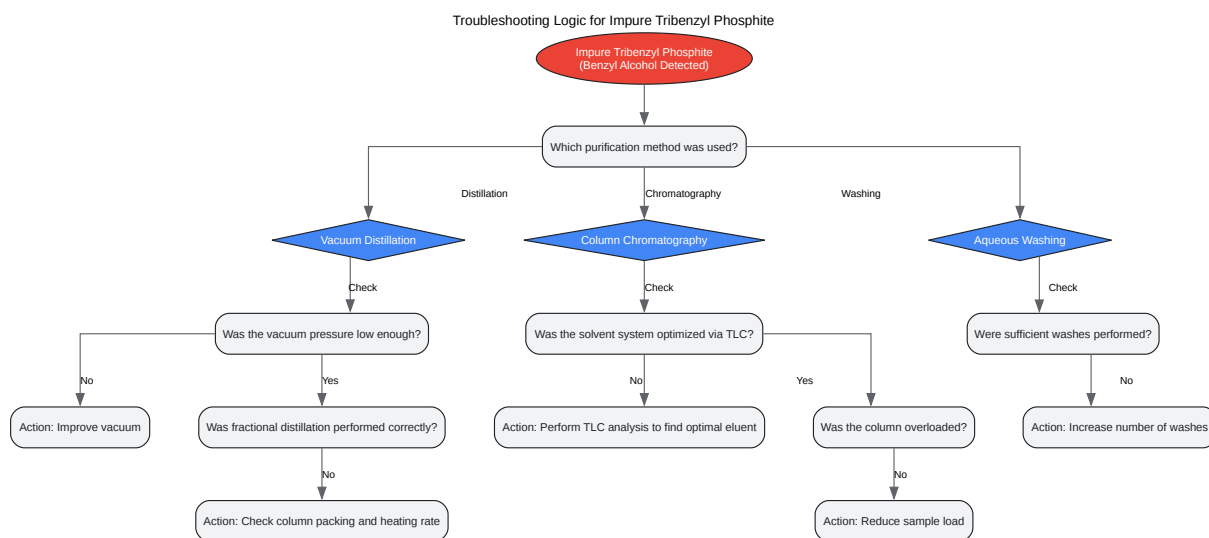 Troubleshooting Logic for Impure Tribenzyl Phosphite
Impure Tribenzyl Phosphite
(Benzyl Alcohol Detected)
Which purification method was used?
Distillation
Chromatography
Washing
Vacuum Distillation
Column Chromatography
Aqueous Washing
Check
Check
Check
Was the vacuum pressure low enough?
Was the solvent system optimized via TLC?
Were sufficient washes performed?
No
Yes
No
Yes
No
Action: Improve vacuum
Was fractional distillation performed correctly?
Action: Perform TLC analysis to find optimal eluent
Was the column overloaded?
Action: Increase number of washes
No
No
Action: Check column packing and heating rate
Action: Reduce sample load